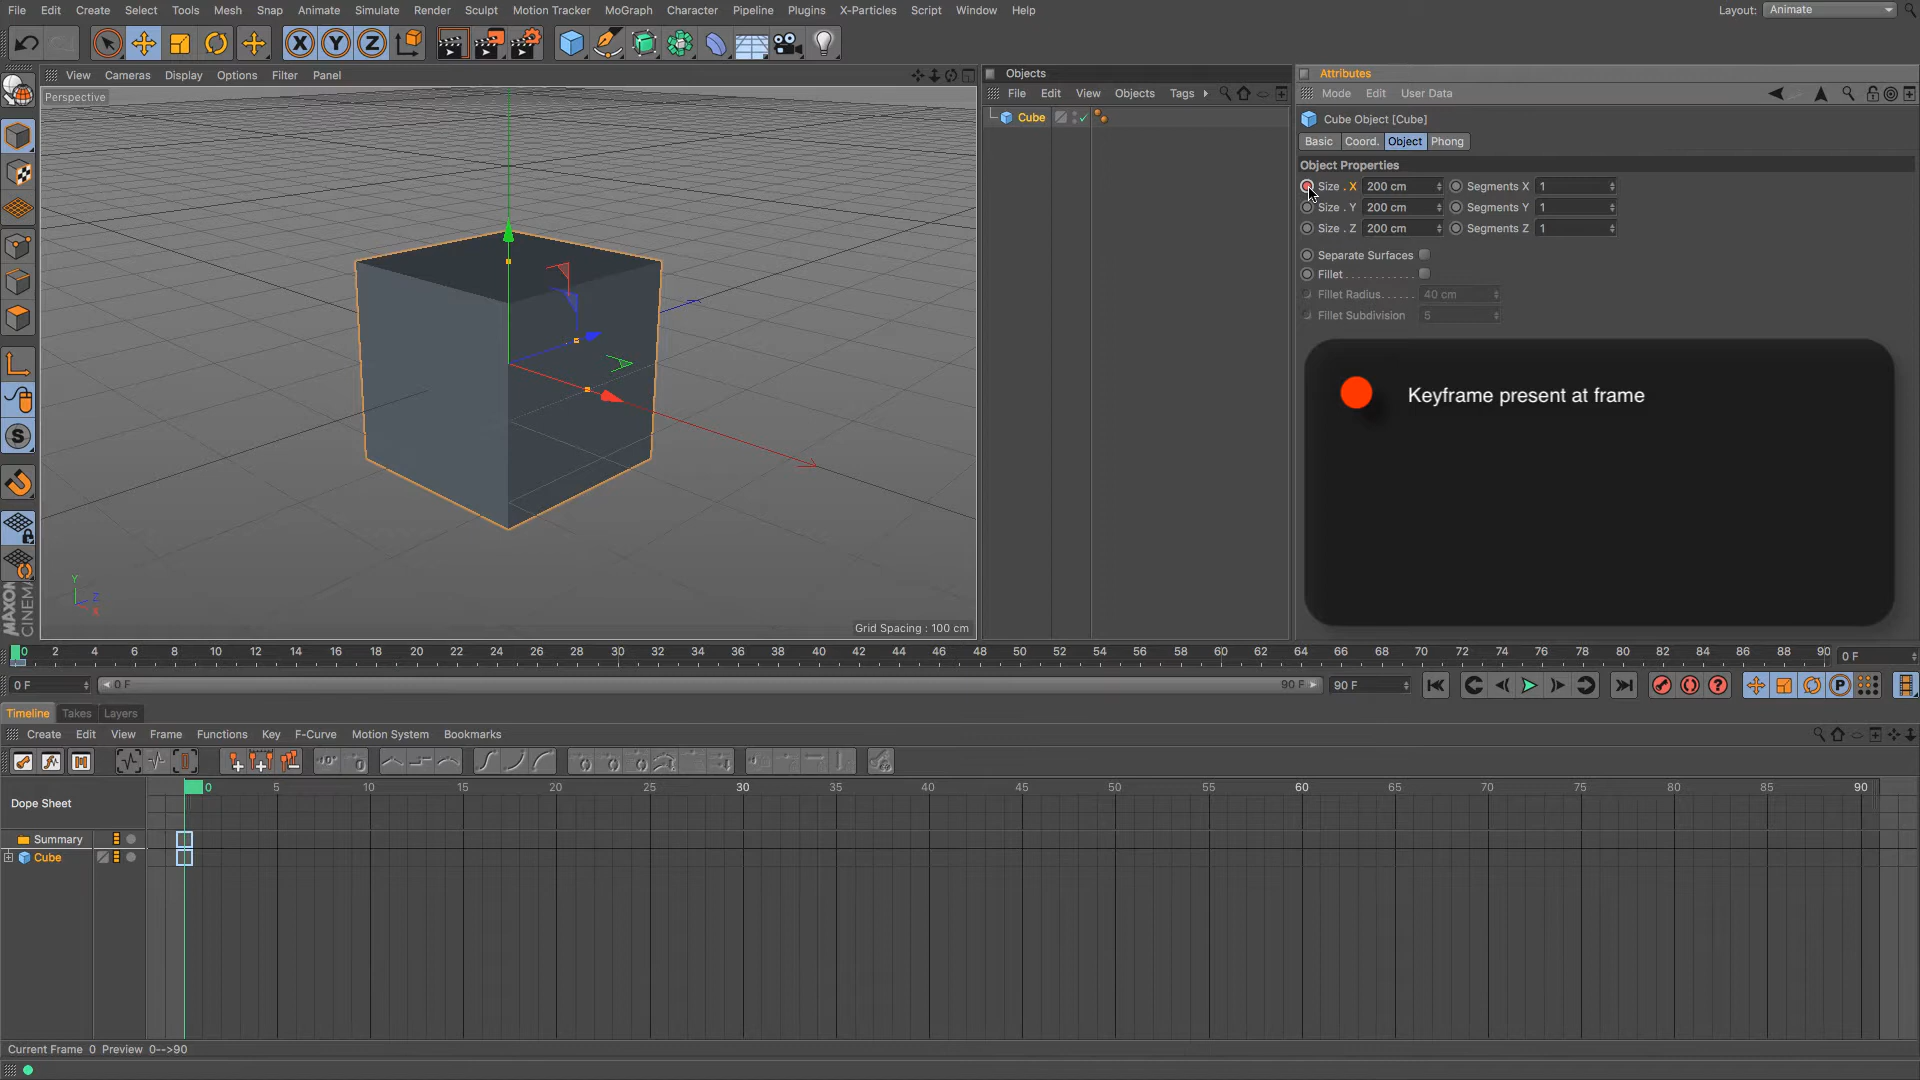 File Edit Create Select Tools Mesh Snap Animate Simulate Render Sculpt Motion Tracker MoGraph Character Pipeline Plugins X-Particles Script Window Help Layout: Animate
X Y Z
View Cameras Display Options Filter Panel
Objects
Attributes
File Edit View Objects Tags
Mode Edit User Data
Perspective
Cube
Cube Object [Cube]
Basic Coord. Object Phong
Object Properties
Size . X 200 cm Segments X 1
Size . Y 200 cm Segments Y 1
Size . Z 200 cm Segments Z 1
Separate Surfaces
Fillet
Fillet Radius 40 cm
Fillet Subdivision 5
Keyframe present at frame
Y
Z
X
MAXON
CINEMA
Grid Spacing : 100 cm
0 2 4 6 8 10 12 14 16 18 20 22 24 26 28 30 32 34 36 38 40 42 44 46 48 50 52 54 56 58 60 62 64 66 68 70 72 74 76 78 80 82 84 86 88 90 0 F
0 F 0 F 90 F 90 F P
Timeline Takes Layers
Create Edit View Frame Functions Key F-Curve Motion System Bookmarks
0 5 10 15 20 25 30 35 40 45 50 55 60 65 70 75 80 85 90
Dope Sheet
Summary
Cube
Current Frame 0 Preview 0-->90